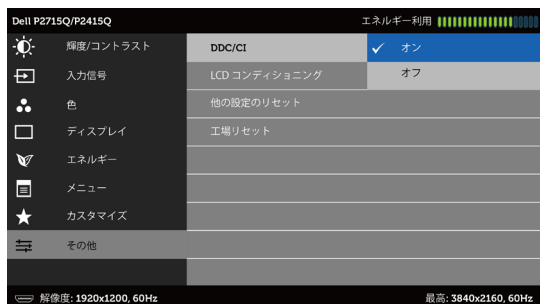 Dell P2715Q/P2415Q エネルギー利用
輝度/コントラスト DDC/CI ✓ オン
入力信号 LCD コンディショニング オフ
色 他の設定のリセット
ディスプレイ 工場リセット
エネルギー
メニュー
カスタマイズ
その他
解像度: 1920x1200, 60Hz 最高: 3840x2160, 60Hz